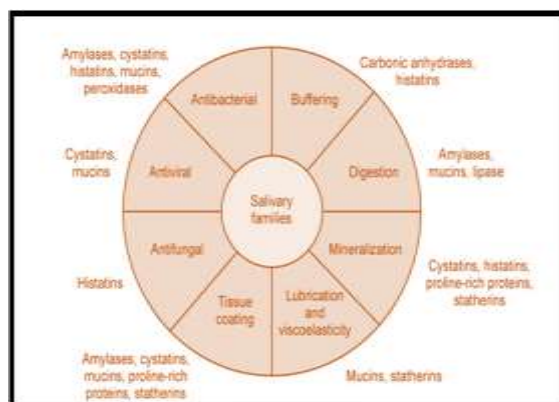 Amylases, cystatins,
histatins, mucins,
peroxidases
Antibacterial
Buffering
Carbonic anhydrases,
histatins
Cystatins,
mucins
Antiviral
Digestion
Amylases,
mucins, lipase
Salivary
families
Antifungal
Mineralization
Histatins
Cystatins, histatins,
proline-rich proteins,
statherins
Tissue
coating
Lubrication
and
viscoelasticity
Amylases, cystatins,
mucins, proline-rich
proteins, statherins
Mucins, statherins